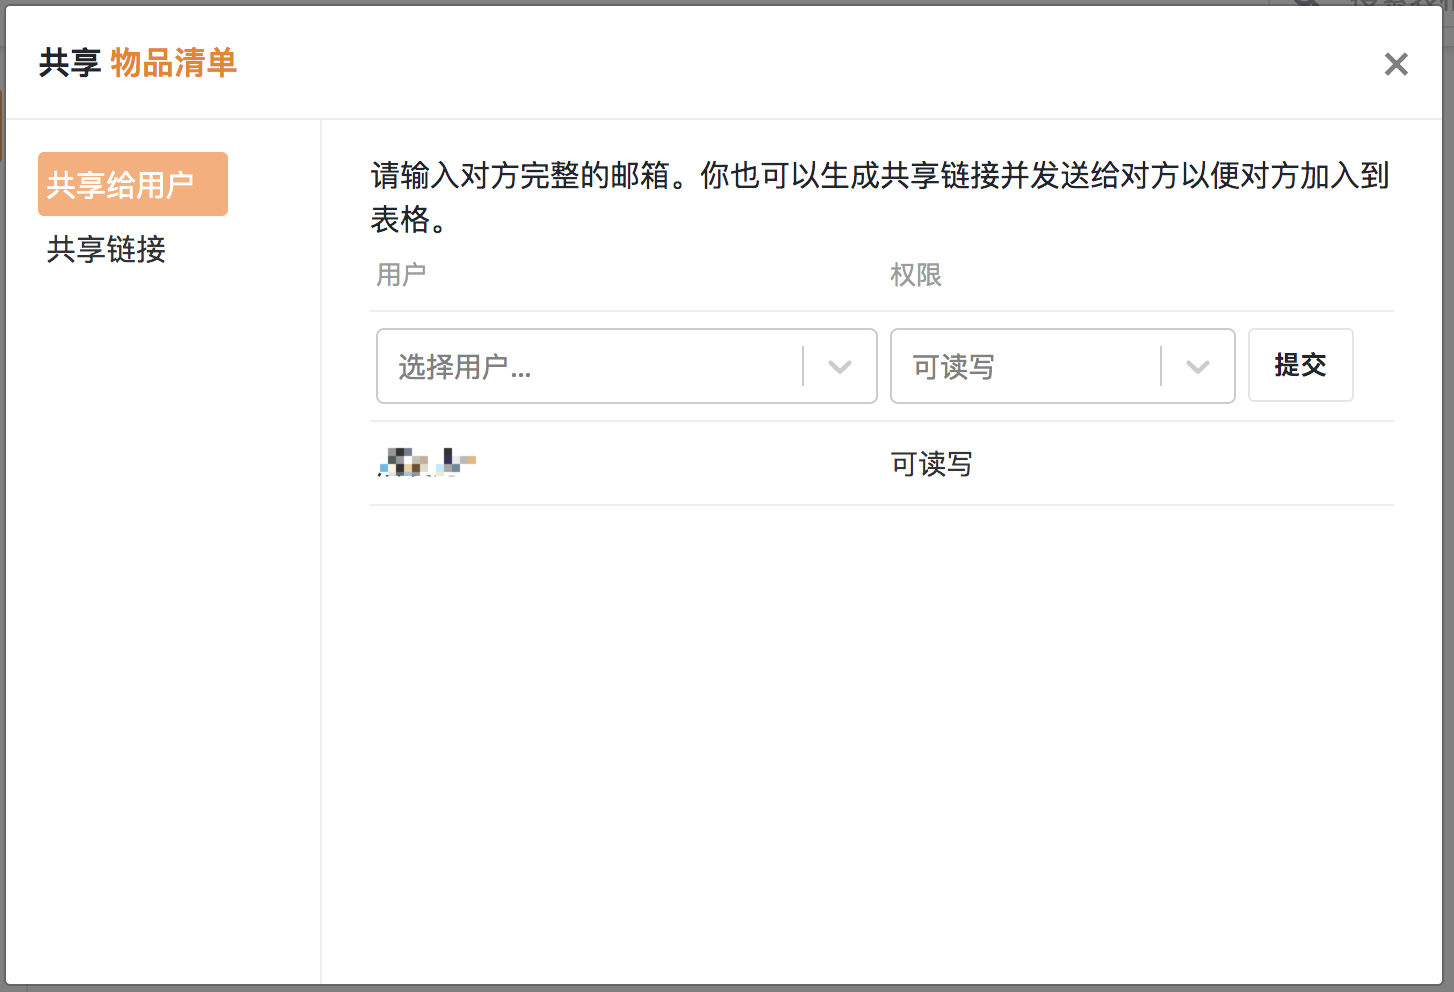 共享 物品清单
共享给用户
共享链接
请输入对方完整的邮箱。你也可以生成共享链接并发送给对方以便对方加入到
表格。
用户 权限
选择用户... 可读写 提交
可读写